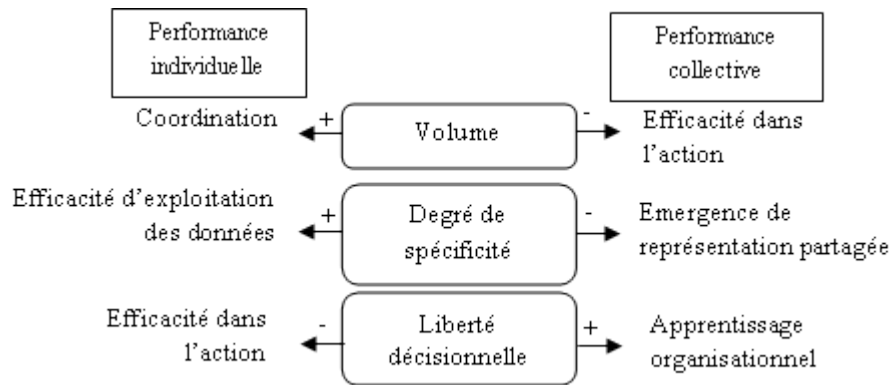 Performance
individuelle
Performance
collective
Coordination
+
Volume
-
Efficacité dans
l'action
Efficacité d'exploitation
des données
+
Degré de
spécificité
-
Emergence de
représentation partagée
Efficacité dans
l'action
-
Liberté
décisionnelle
+
Apprentissage
organisationnel